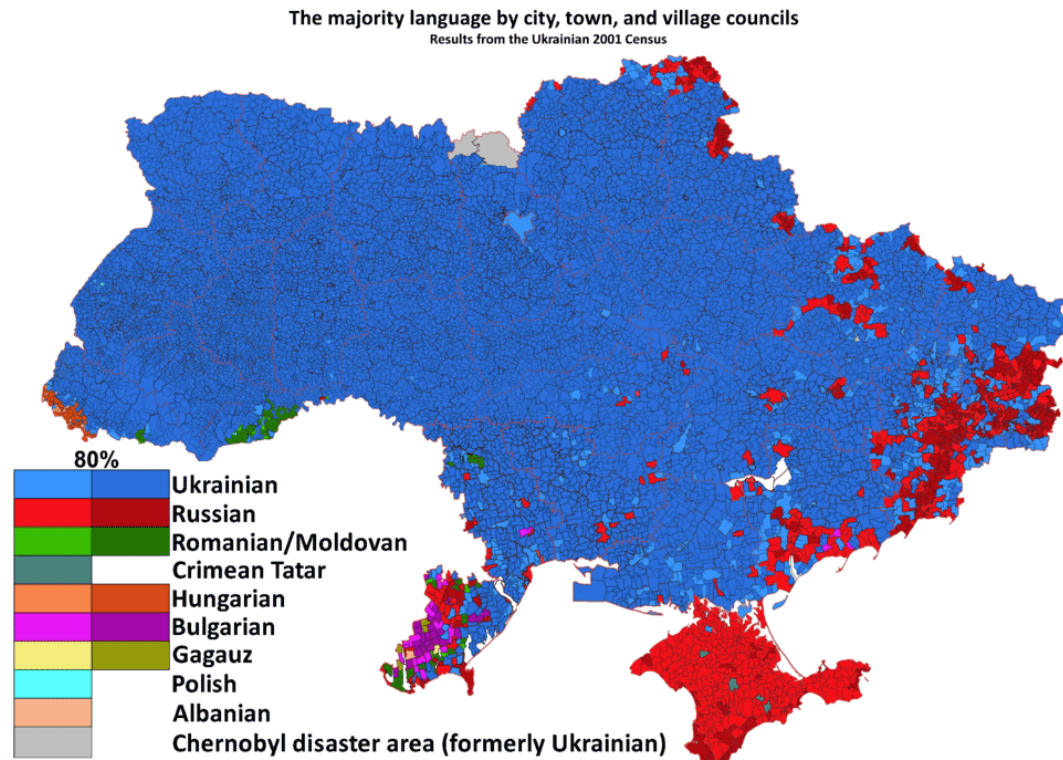 The majority language by city, town, and village councils
Results from the Ukrainian 2001 Census
80%
Ukrainian
Russian
Romanian/Moldovan
Crimean Tatar
Hungarian
Bulgarian
Gagauz
Polish
Albanian
Chernobyl disaster area (formerly Ukrainian)